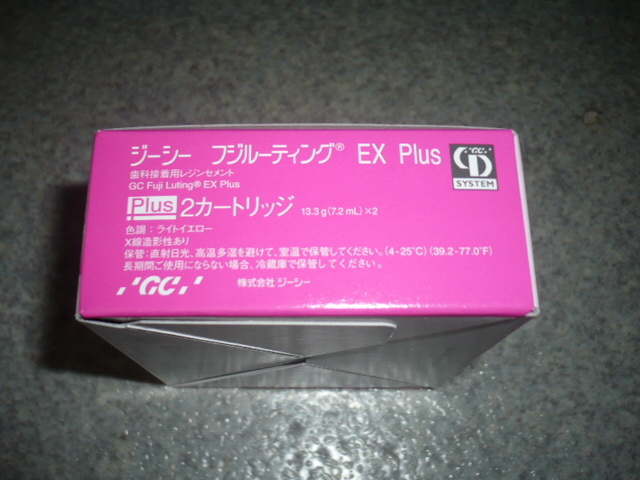 ジーシー フジルーティング® EX Plus
歯科接着用レジンセメント
GC Fuji Luting® EX Plus
Plus 2カートリッジ 13.3g(7.2mL)×2
色調：ライトイエロー
X線造影性あり
保管：直射日光、高温多湿を避けて、室温で保管してください。(4-25℃)(39.2-77.0°F)
長期間ご使用にならない場合、冷蔵庫で保管してください。
GC 株式会社 ジーシー
GC
CD
SYSTEM